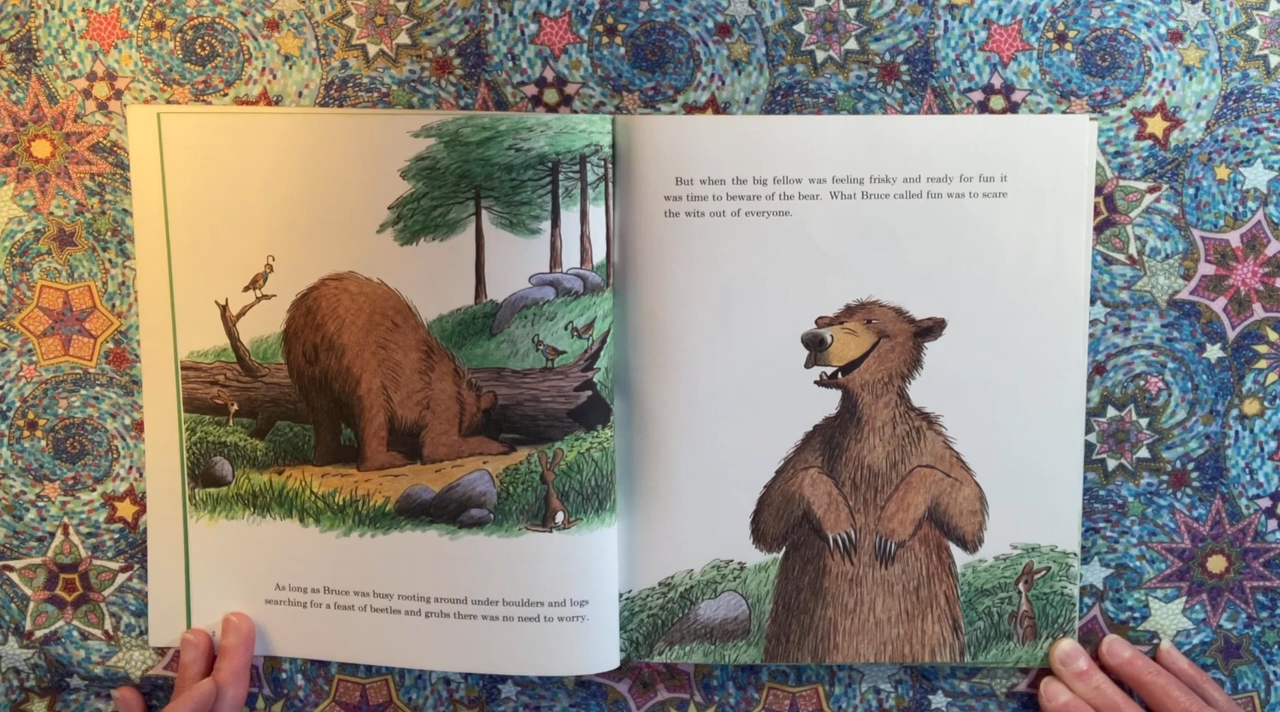 As long as Bruce was busy rooting around under boulders and logs
searching for a feast of beetles and grubs there was no need to worry.
But when the big fellow was feeling frisky and ready for fun it
was time to beware of the bear. What Bruce called fun was to scare
the wits out of everyone.